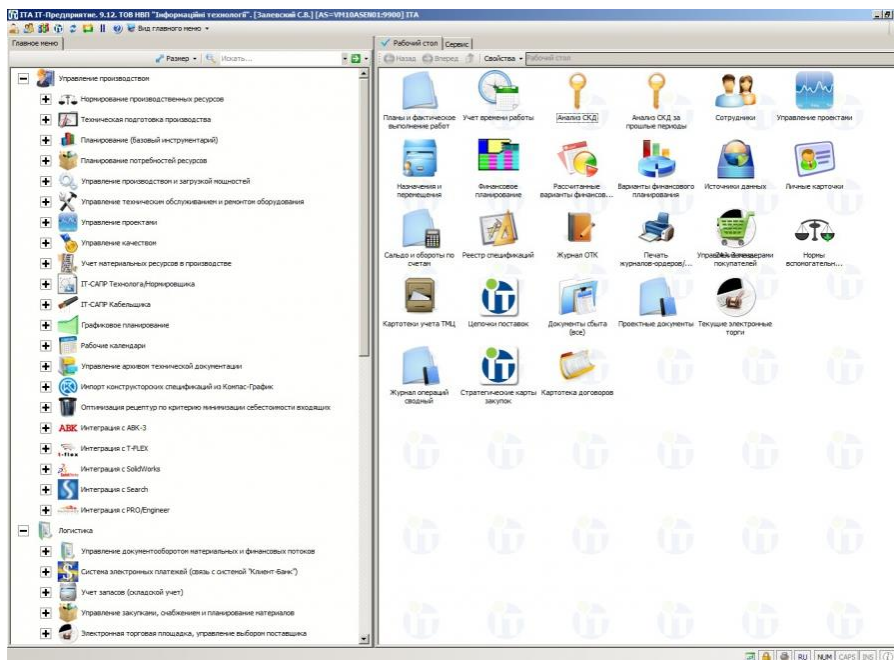 ITA IT-Предприятие. 9.12. ТОВ НВП "Інформаційні технології". [Залевский С.В.] [AS=VM10ASEN01:9900] ITA
Вид главного меню
Главное меню
Размер
Искать...
Управление производством
Нормирование производственных ресурсов
Техническая подготовка производства
Планирование (базовый инструментарий)
Планирование потребностей ресурсов
Управление производством и загрузкой мощностей
Управление техническим обслуживанием и ремонтом оборудования
Управление проектами
Управление качеством
Учет материальных ресурсов в производстве
IT-САПР Технолога/Нормировщика
IT-САПР Кабельщика
Графиковое планирование
Рабочие календари
Управление архивом технической документации
Импорт конструкторских спецификаций из Компас-График
Оптимизация рецептур по критерию минимизации себестоимости входящих
АВК Интеграция с АВК-3
t-flex Интеграция с T-FLEX
Интеграция с SolidWorks
Интеграция с Search
Интеграция с PRO/Engineer
Логистика
Управление документооборотом материальных и финансовых потоков
Система электронных платежей (связь с системой "Клиент-Банк")
Учет запасов (складской учет)
Управление закупками, снабжением и планирование материалов
Электронная торговая площадка, управление выбором поставщика
Рабочий стол
Сервис
Назад Вперед Свойства Рабочий стол
Планы и фактическое Учет времени работы Анализ СКД Анализ СКД за Сотрудники Управление проектами
выполнение работ прошлые периоды
Назначения и Финансовое Рассчитанные Варианты финансового Источники данных Личные карточки
перемещения планирование варианты финансов... планирования
Сальдо и обороты по Реестр спецификаций Журнал ОТК Печать Нормы
счетам журналов-ордеров/... покупателей вспомогательн...
Картотеки учета ТМЦ Цепочки поставок Документы сбыта Проектные документы Текущие электронные
(все) торги
Журнал операций Стратегические карты Картотека договоров
сводный закупок
RU NUM CAPS INS